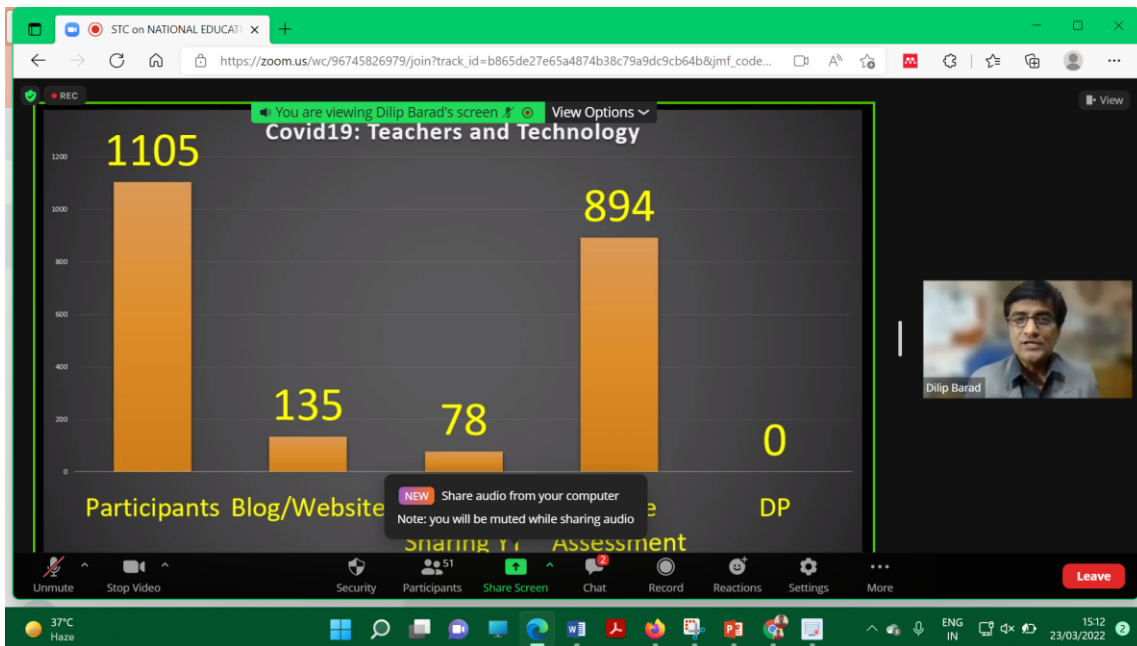 STC on NATIONAL EDUCATI
https://zoom.us/wc/96745826979/join?track_id=b865de27e65a4874b38c79a9dc9cb64b&jmf_code...
REC
You are viewing Dilip Barad's screen
View Options
View
Covid19: Teachers and Technology
1105
894
135
78
0
1200
1000
800
600
400
200
0
Participants Blog/Website
e
DP
Sharing YT
Assessment
NEW Share audio from your computer
Note: you will be muted while sharing audio
Dilip Barad
51
2
Unmute Stop Video Security Participants Share Screen Chat Record Reactions Settings More
Leave
37°C
Haze
ENG
IN
15:12
23/03/2022
2